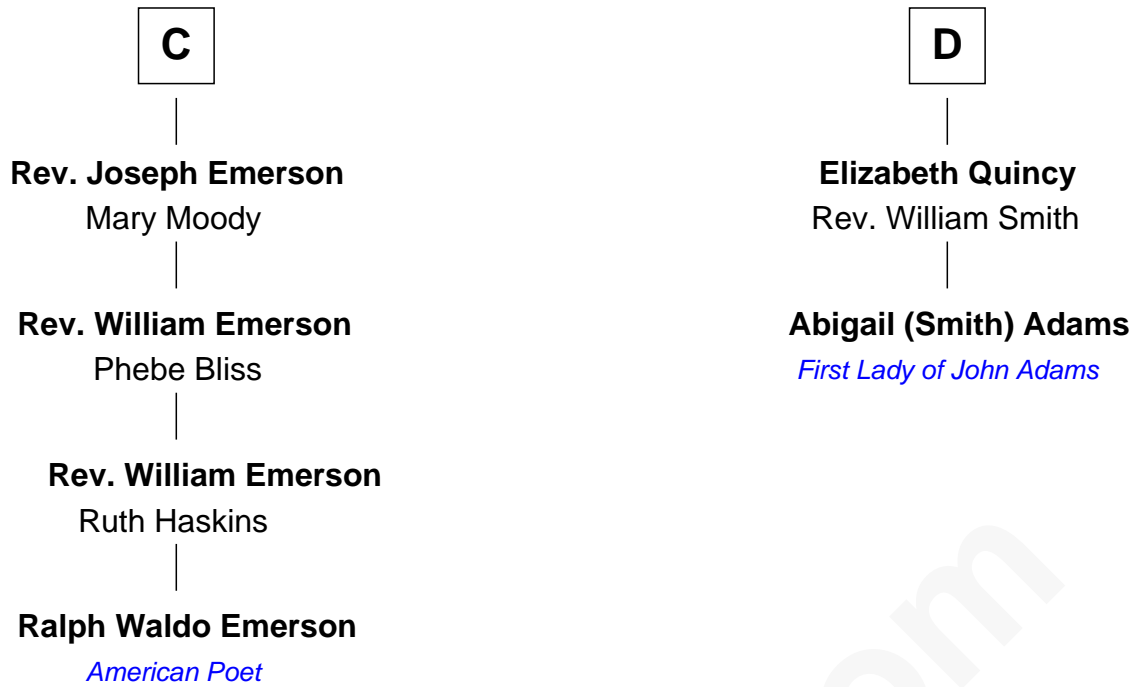 C
Rev. Joseph Emerson
Mary Moody
Rev. William Emerson
Phebe Bliss
Rev. William Emerson
Ruth Haskins
Ralph Waldo Emerson
American Poet
D
Elizabeth Quincy
Rev. William Smith
Abigail (Smith) Adams
First Lady of John Adams
om